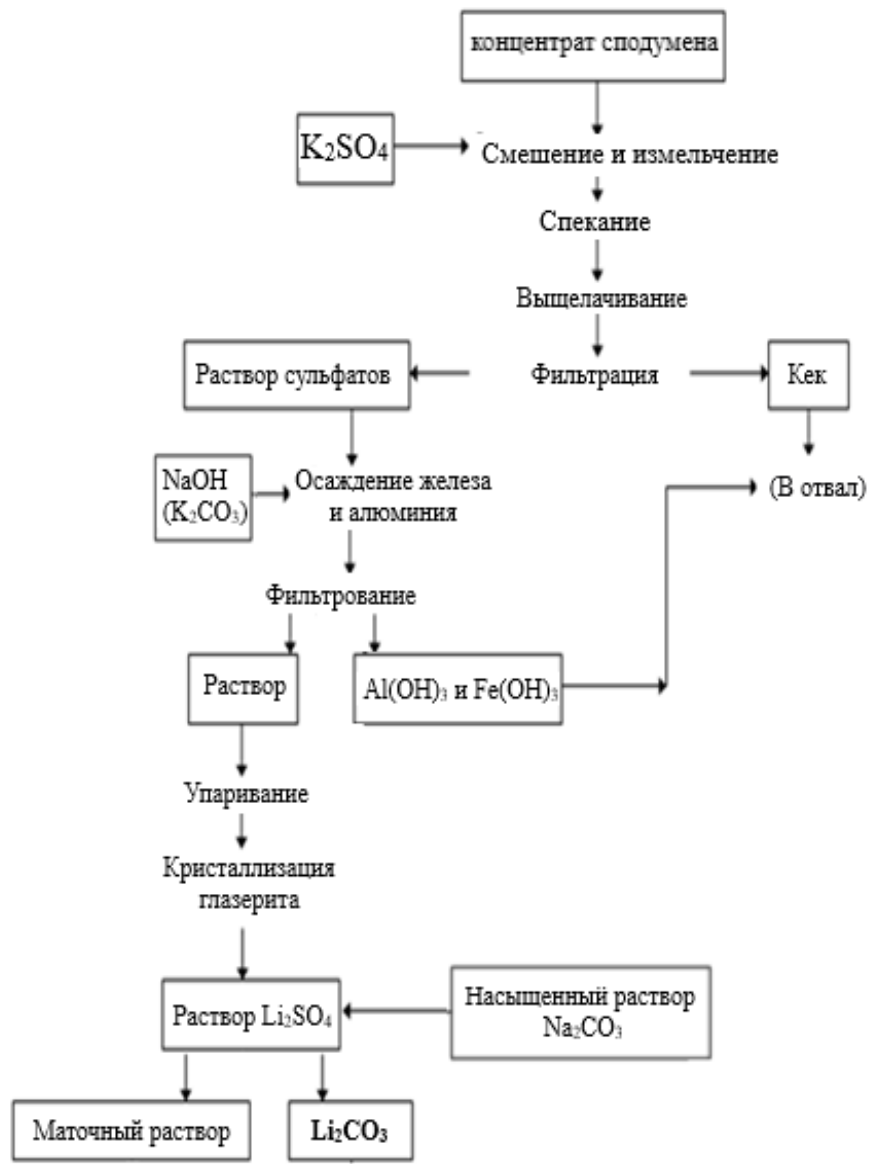 концентрат сподумена
K₂SO₄
Смешение и измельчение
Спекание
Выщелачивание
Раствор сульфатов
Фильтрация
Кек
NaOH
(K₂CO₃)
Осаждение железа
и алюминия
(В отвал)
Фильтрование
Раствор
Al(OH)₃ и Fe(OH)₃
Упаривание
Кристаллизация
глазерита
Раствор Li₂SO₄
Насыщенный раствор
Na₂CO₃
Маточный раствор
Li₂CO₃